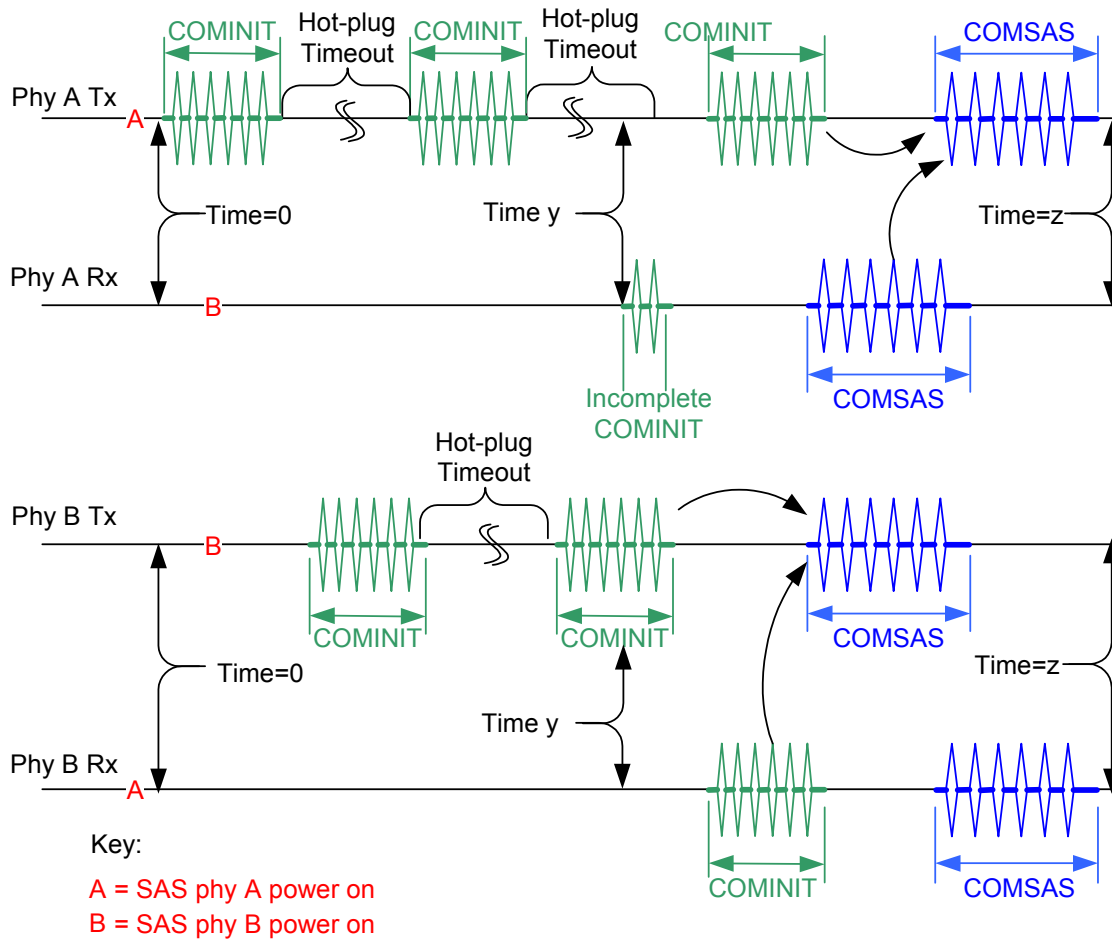 COMINIT
Hot-plug
Timeout
COMINIT
Hot-plug
Timeout
COMINIT
COMSAS
Phy A Tx
A
Time=0
Time y
Time=z
Phy A Rx
B
Incomplete
COMINIT
COMSAS
Hot-plug
Timeout
Phy B Tx
B
COMINIT
COMINIT
COMSAS
Time=0
Time=z
Time y
Phy B Rx
A
COMINIT
COMSAS
Key:
A = SAS phy A power on
B = SAS phy B power on